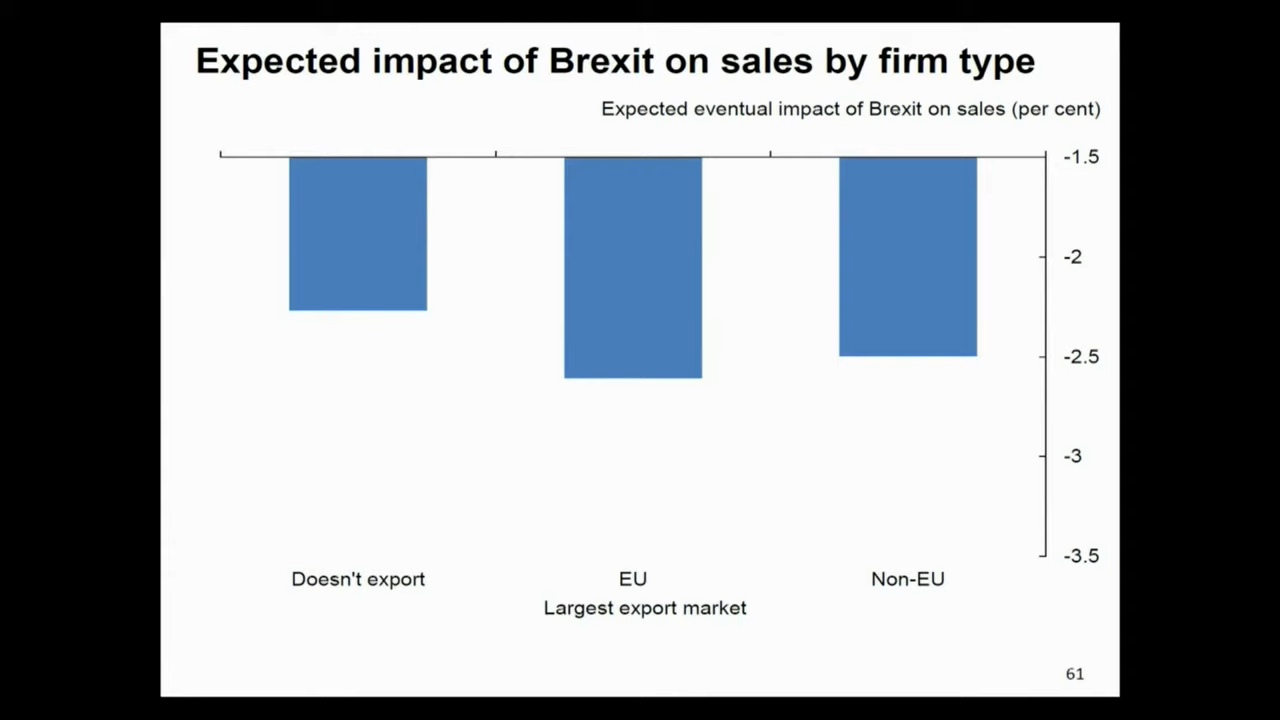 Expected impact of Brexit on sales by firm type
Expected eventual impact of Brexit on sales (per cent)
-1.5
-2
-2.5
-3
-3.5
Doesn't export EU Non-EU
Largest export market
61